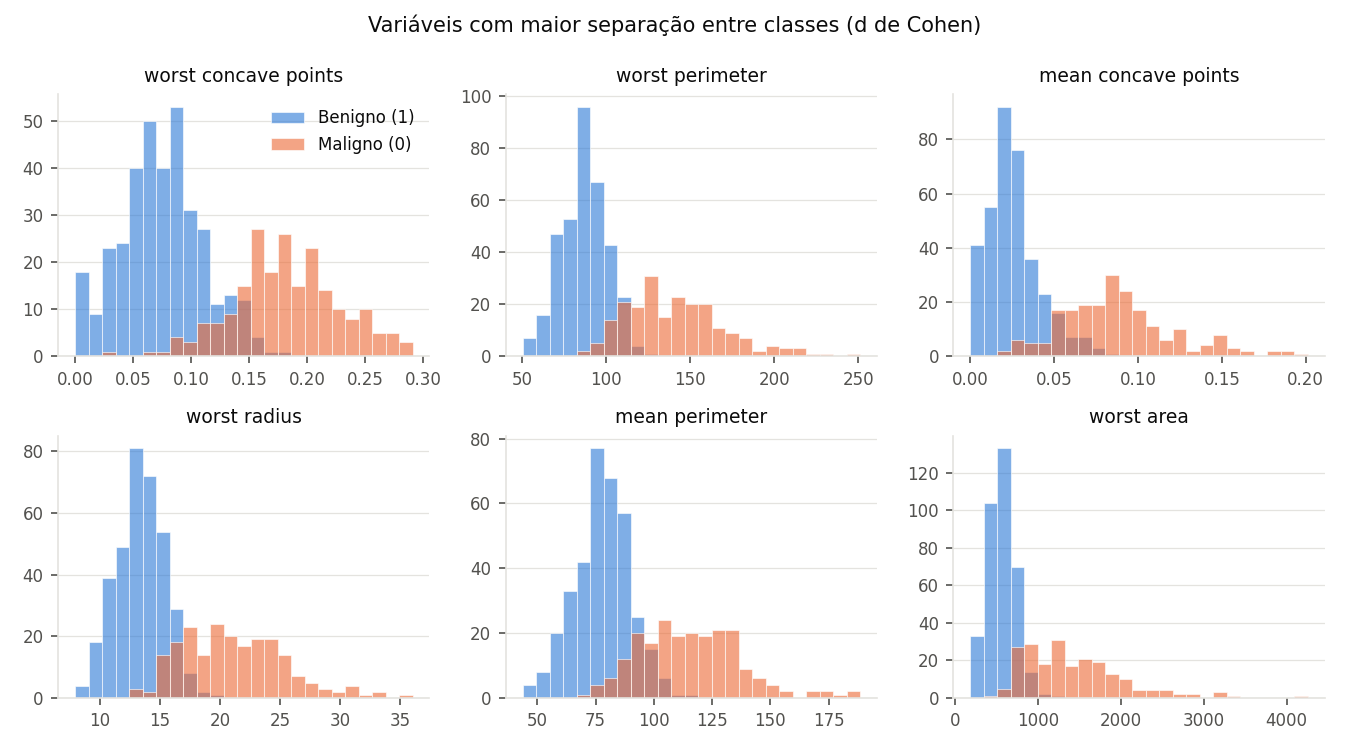 Variáveis com maior separação entre classes (d de Cohen)
worst concave points
50
40
30
20
10
0
0.00 0.05 0.10 0.15 0.20 0.25 0.30
Benigno (1)
Maligno (0)
worst perimeter
100
80
60
40
20
0
50 100 150 200 250
mean concave points
80
60
40
20
0
0.00 0.05 0.10 0.15 0.20
worst radius
80
60
40
20
0
10 15 20 25 30 35
mean perimeter
80
60
40
20
0
50 75 100 125 150 175
worst area
120
100
80
60
40
20
0
0 1000 2000 3000 4000